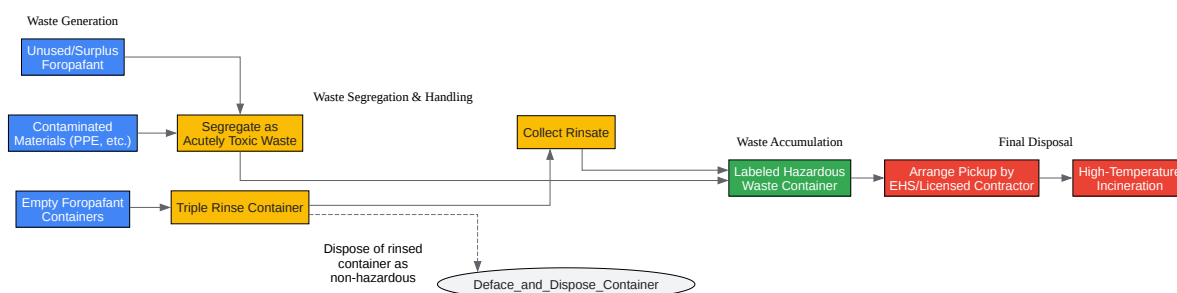 Waste Generation
Unused/Surplus
Foropafant
Waste Segregation & Handling
Contaminated
Materials (PPE, etc.)
Segregate as
Acutely Toxic Waste
Collect Rinsate
Waste Accumulation
Final Disposal
Labeled Hazardous
Waste Container
Arrange Pickup by
EHS/Licensed Contractor
High-Temperature
Incineration
Empty Foropafant
Containers
Triple Rinse Container
Dispose of rinsed
container as
non-hazardous
Deface_and_Dispose_Container